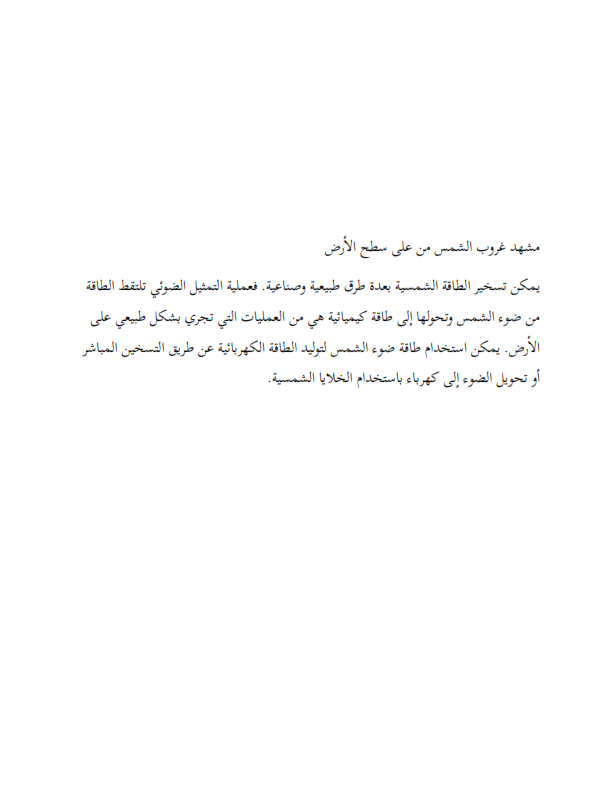 مشهد غروب الشمس من على سطح الأرض
يمكن تسخير الطاقة الشمسية بعدة طرق طبيعية وصناعية. فعملية التمثيل الضوئي تلتقط الطاقة
من ضوء الشمس وتحولها إلى طاقة كيميائية هي من العمليات التي تجري بشكل طبيعي على
الأرض. يمكن استخدام طاقة ضوء الشمس لتوليد الطاقة الكهربائية عن طريق التسخين المباشر
أو تحويل الضوء إلى كهرباء باستخدام الخلايا الشمسية.